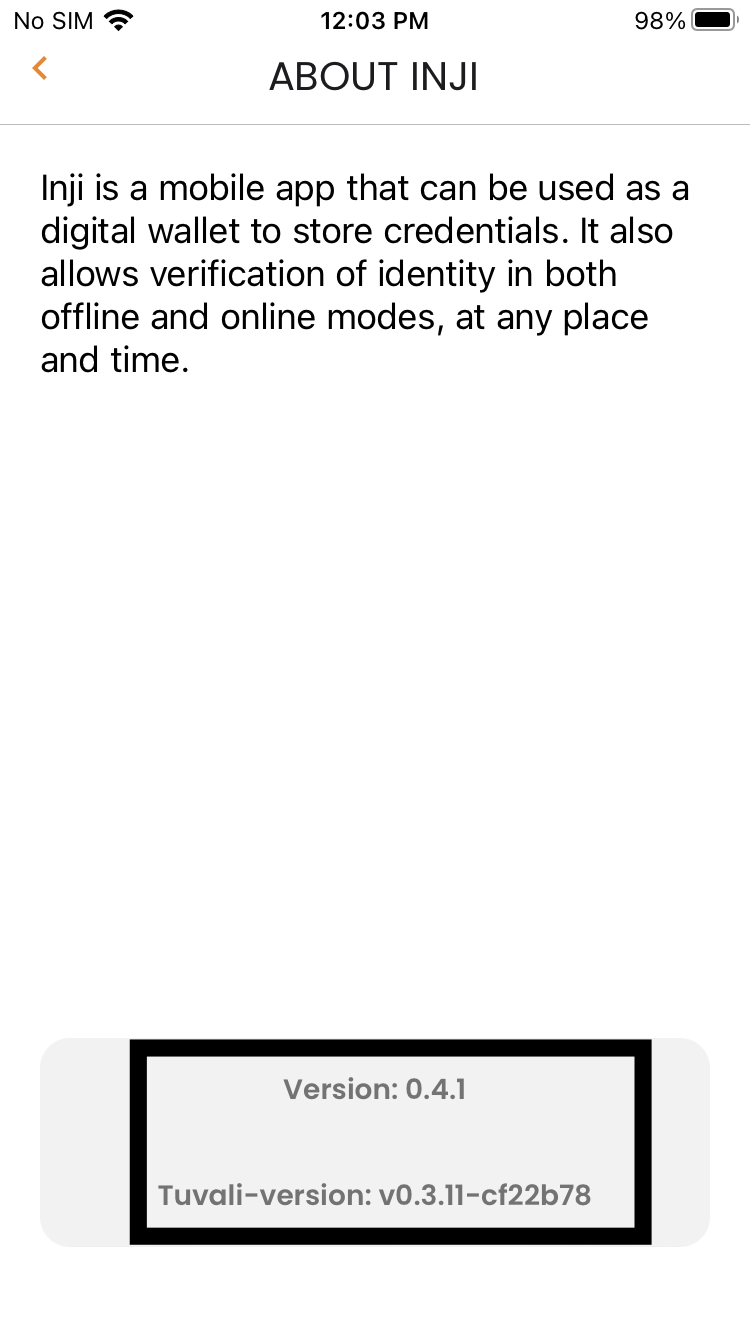 No SIM 12:03 PM 98%
ABOUT INJI
Inji is a mobile app that can be used as a
digital wallet to store credentials. It also
allows verification of identity in both
offline and online modes, at any place
and time.
Version: 0.4.1
Tuvali-version: v0.3.11-cf22b78